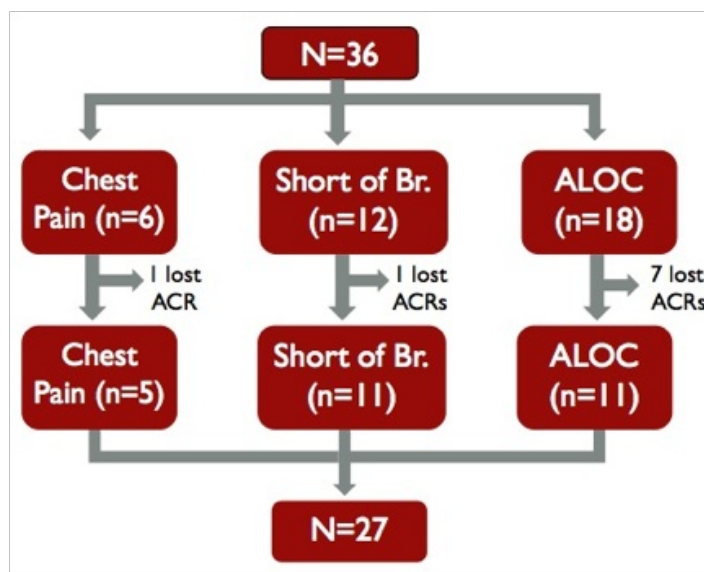 N=36
Chest
Pain (n=6)
Short of Br.
(n=12)
ALOC
(n=18)
1 lost
ACR
1 lost
ACRs
7 lost
ACRs
Chest
Pain (n=5)
Short of Br.
(n=11)
ALOC
(n=11)
N=27